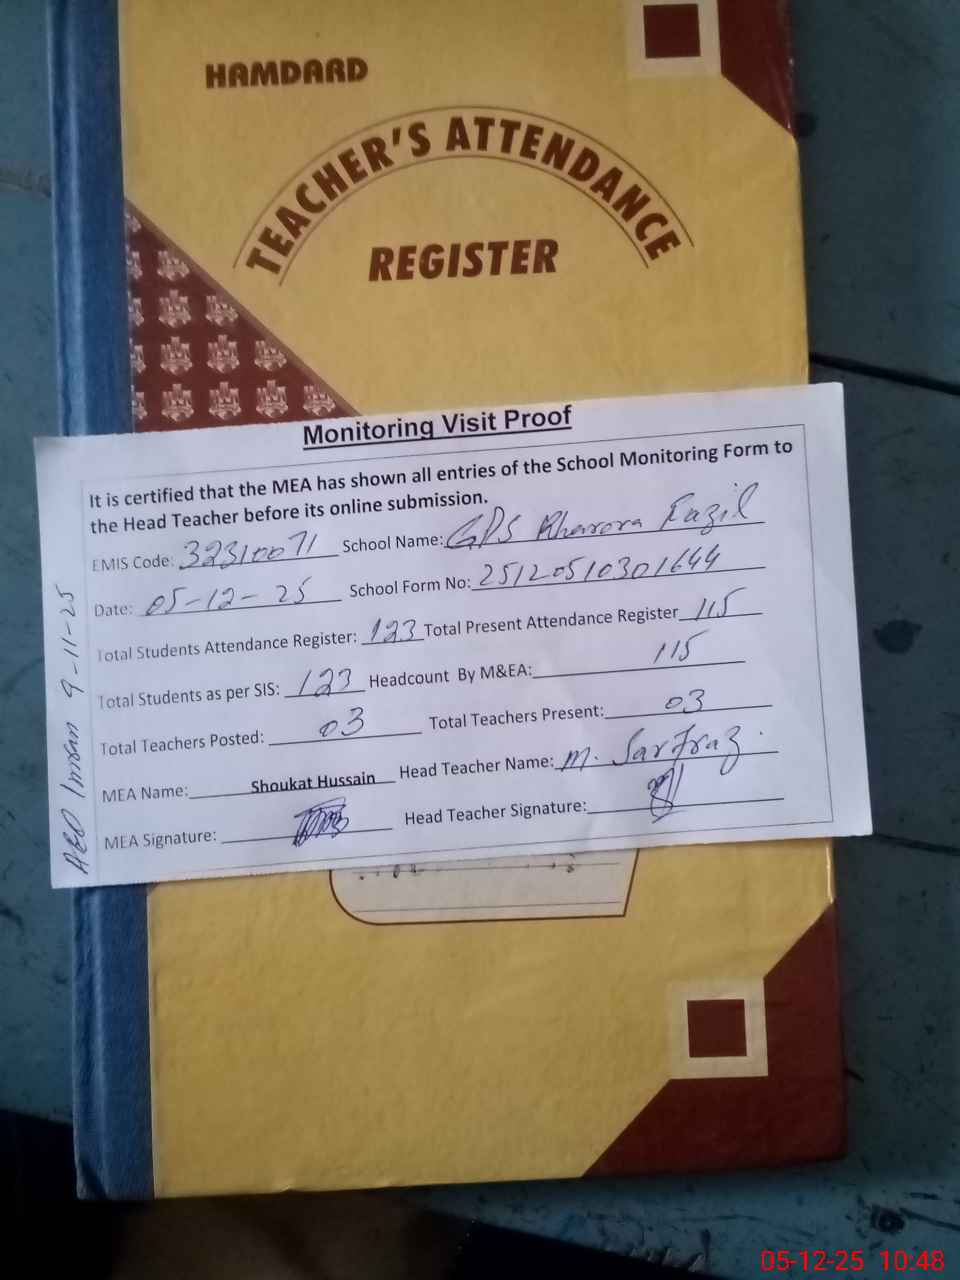 HAMDARD
TEACHER'S ATTENDANCE
REGISTER
Monitoring Visit Proof
It is certified that the MEA has shown all entries of the School Monitoring Form to
the Head Teacher before its online submission.
EMIS Code: 32310071 School Name: GPS Bharora Fazil
Date: 05-12-25 School Form No: 25120510301644
Total Students Attendance Register: 123 Total Present Attendance Register 115
Total Students as per SIS: 123 Headcount By M&EA: 115
Total Teachers Posted: 03 Total Teachers Present: 03
MEA Name: Shoukat Hussain Head Teacher Name: M. Sarfraz.
MEA Signature: Head Teacher Signature:
AEO Imran 9-11-25
05-12-25 10:48